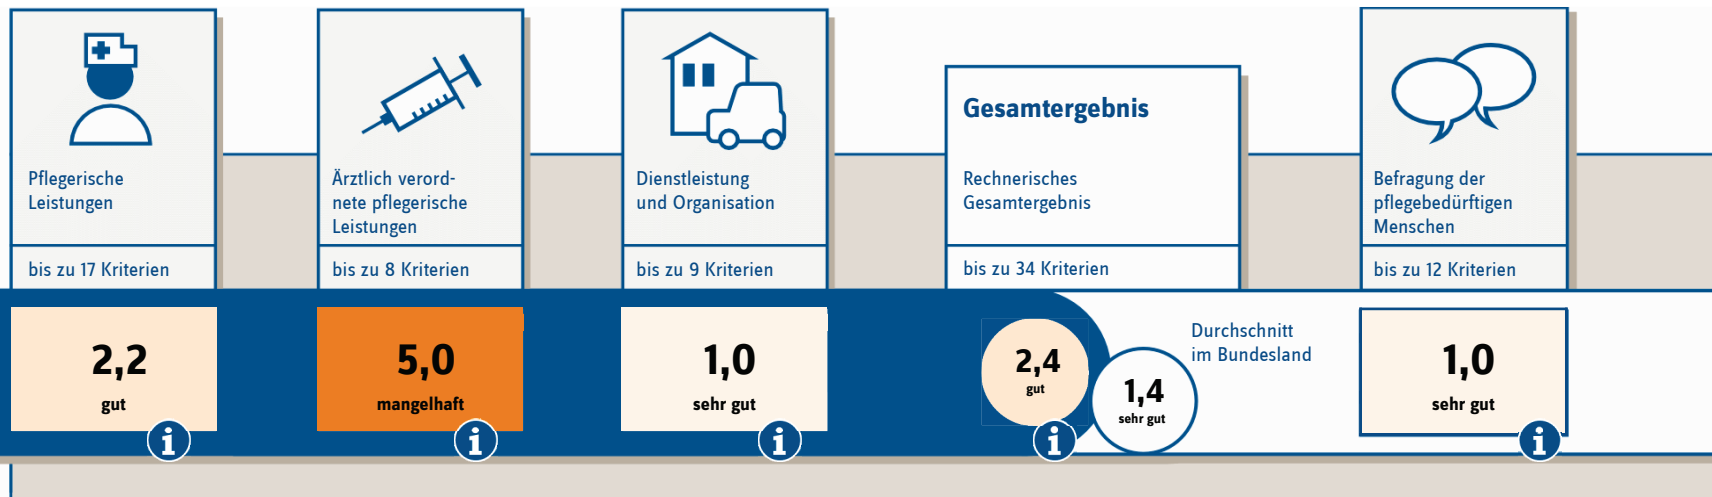 Pflegerische
Leistungen
bis zu 17 Kriterien
2,2
gut
i
Ärztlich verord-
nete pflegerische
Leistungen
bis zu 8 Kriterien
5,0
mangelhaft
i
Dienstleistung
und Organisation
bis zu 9 Kriterien
1,0
sehr gut
i
Gesamtergebnis
Rechnerisches
Gesamtergebnis
bis zu 34 Kriterien
2,4
gut
i
1,4
sehr gut
Durchschnitt
im Bundesland
Befragung der
pflegebedürftigen
Menschen
bis zu 12 Kriterien
1,0
sehr gut
i